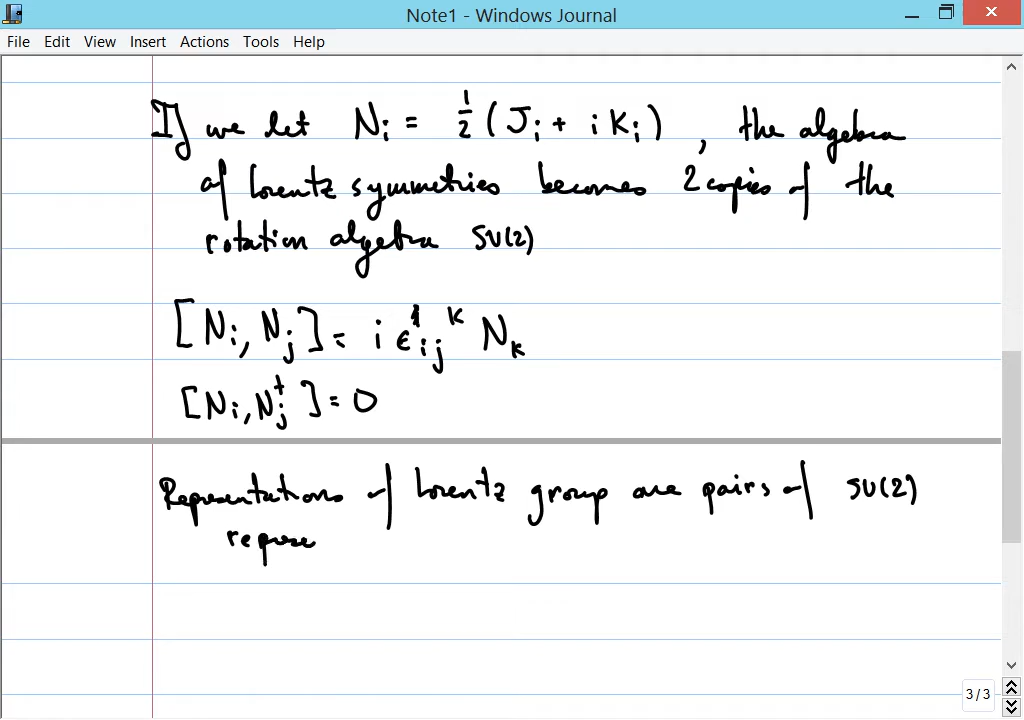 Note1 - Windows Journal
File Edit View Insert Actions Tools Help
If we let Nᵢ = 1/2 ( Jᵢ + i Kᵢ ) , the algebra
of Lorentz symmetries becomes 2 copies of the
rotation algebra SU(2)
[Nᵢ, Nⱼ] = i ϵᵢⱼᵏ Nₖ
[Nᵢ, Nⱼ†] = 0
Representations of Lorentz group are pairs of SU(2)
represe
3 / 3